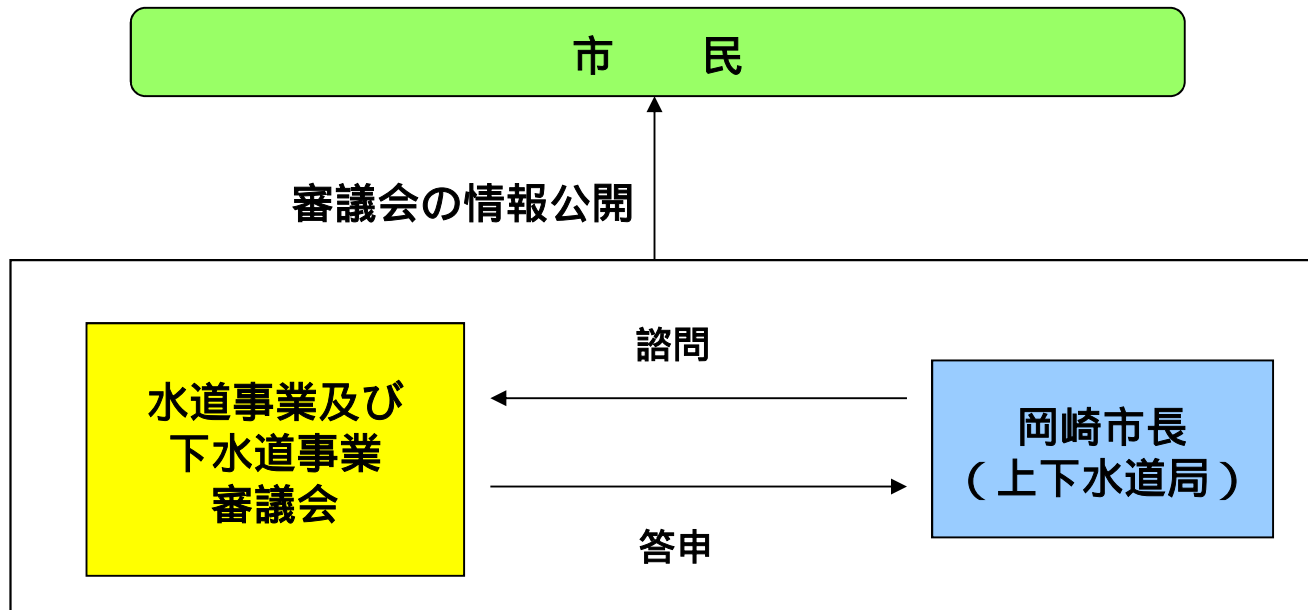 市　　民
審議会の情報公開
諮問
水道事業及び
下水道事業
審議会
岡崎市長
（上下水道局）
答申